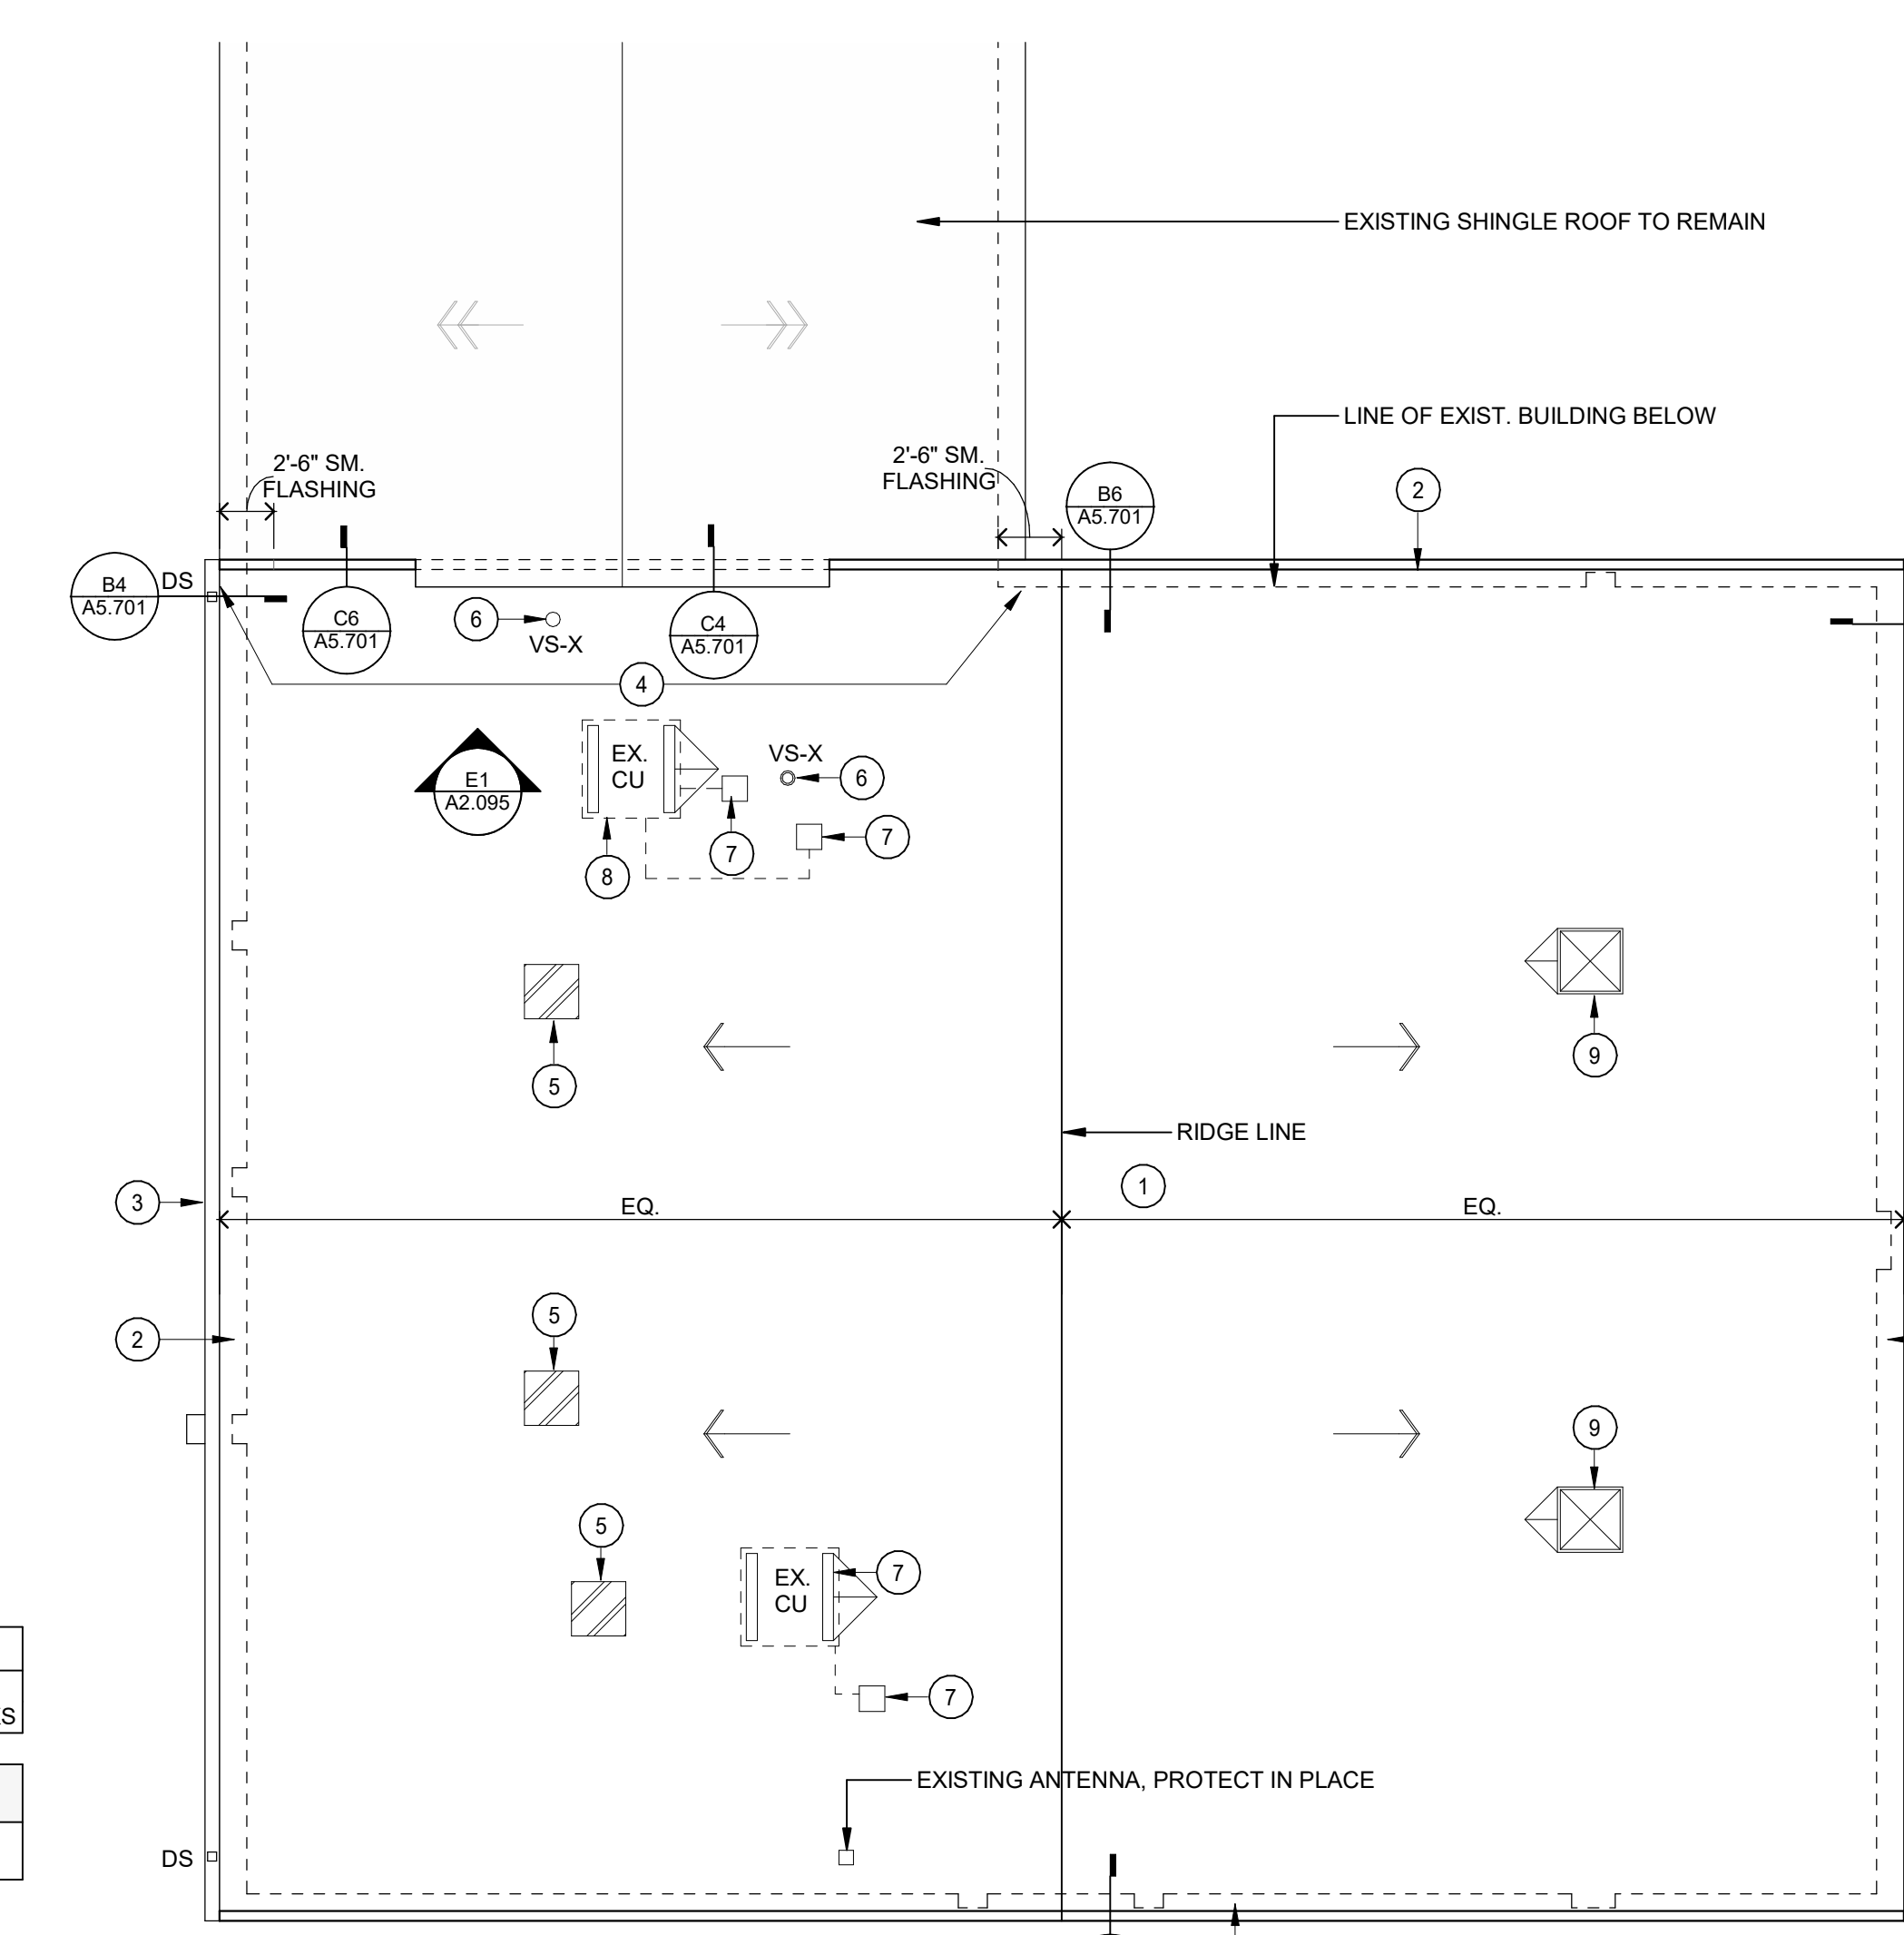 EXISTING SHINGLE ROOF TO REMAIN
LINE OF EXIST. BUILDING BELOW
2'-6" SM.
FLASHING
2'-6" SM.
FLASHING
B6
A5.701
2
B4
A5.701
DS
C6
A5.701
6
VS-X
C4
A5.701
4
E1
A2.095
EX.
CU
VS-X
6
7
7
8
5
9
RIDGE LINE
1
3
EQ.
EQ.
2
5
9
5
EX.
CU
7
7
S
EXISTING ANTENNA, PROTECT IN PLACE
DS